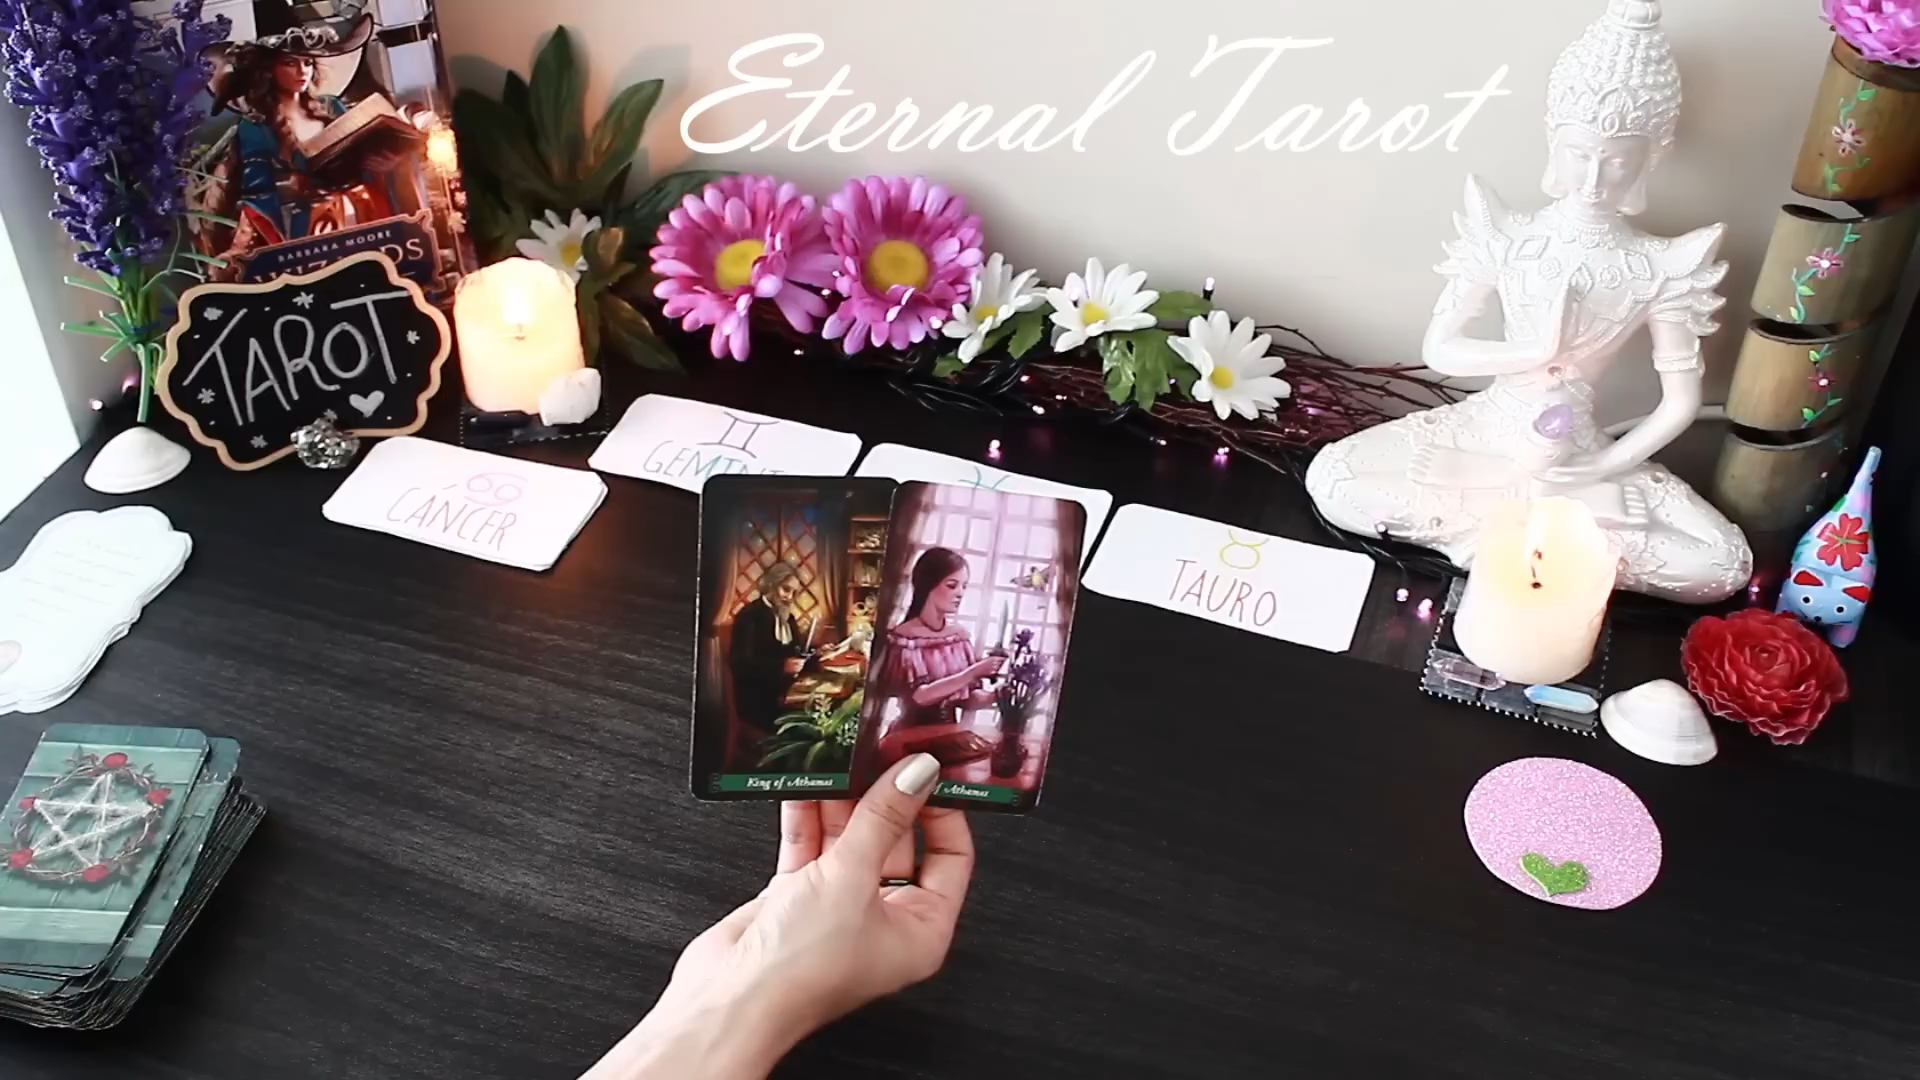 Eternal Tarot
BARBARA MOORE
TAROT
GEMINI
CÁNCER
TAURO
King of Athames
of Athames